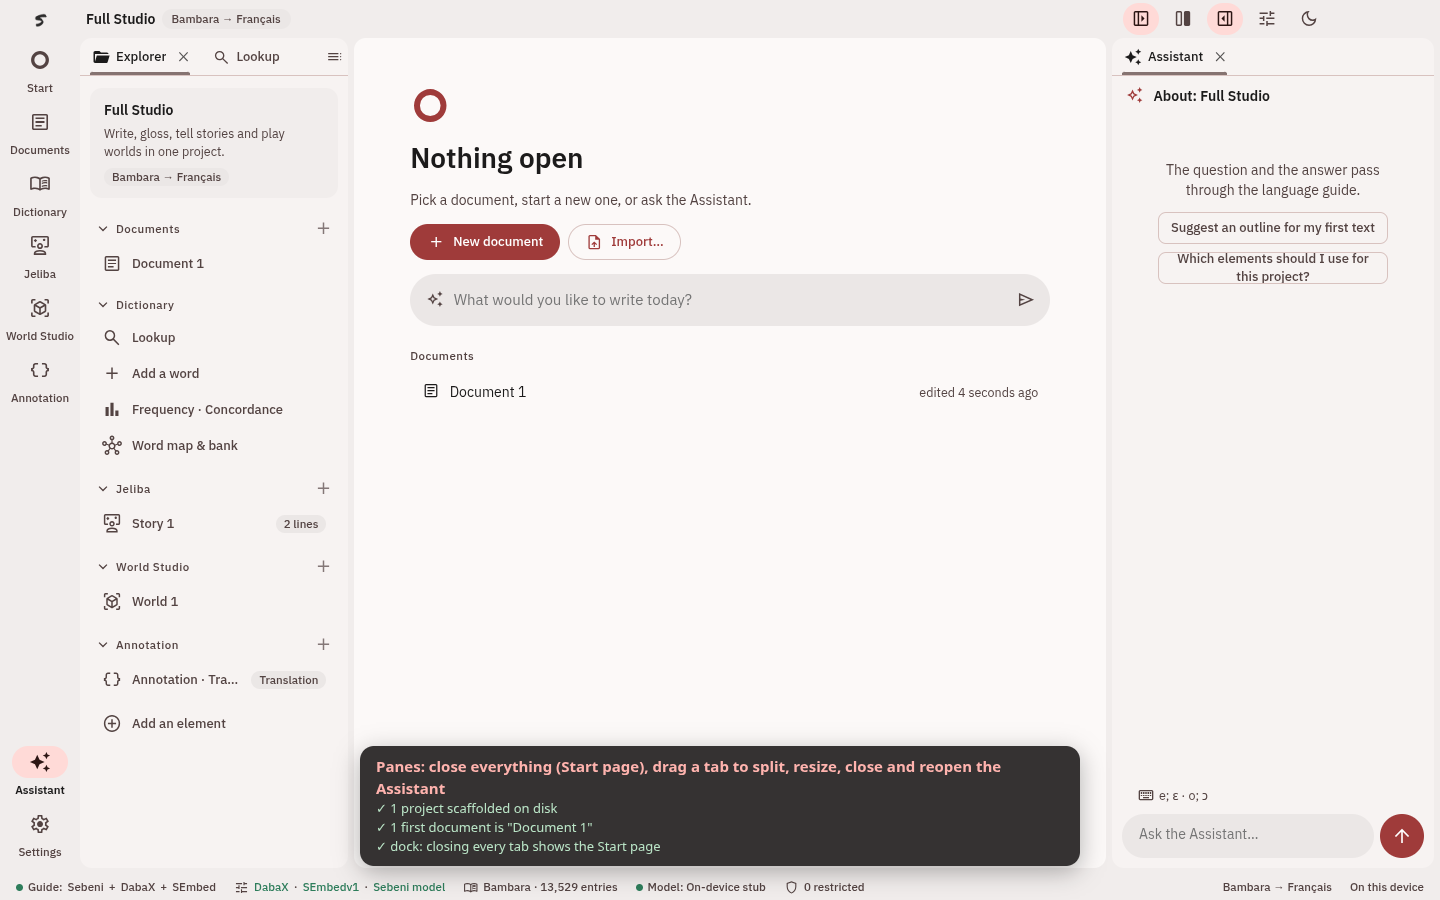 Full Studio
Bambara → Français
Start
Documents
Dictionary
Jeliba
World Studio
Annotation
Assistant
Settings
Explorer
Lookup
Full Studio
Write, gloss, tell stories and play
worlds in one project.
Bambara → Français
Documents
Document 1
Dictionary
Lookup
Add a word
Frequency · Concordance
Word map & bank
Jeliba
Story 1
2 lines
World Studio
World 1
Annotation
Annotation · Tra...
Translation
Add an element
Nothing open
Pick a document, start a new one, or ask the Assistant.
New document
Import...
What would you like to write today?
Documents
Document 1
edited 4 seconds ago
Panes: close everything (Start page), drag a tab to split, resize, close and reopen the
Assistant
✓ 1 project scaffolded on disk
✓ 1 first document is "Document 1"
✓ dock: closing every tab shows the Start page
Assistant
About: Full Studio
The question and the answer pass
through the language guide.
Suggest an outline for my first text
Which elements should I use for
this project?
e; ɛ · o; ɔ
Ask the Assistant...
Guide: Sebeni + DabaX + SEmbed
DabaX · SEmbedv1 · Sebeni model
Bambara · 13,529 entries
Model: On-device stub
0 restricted
Bambara → Français
On this device